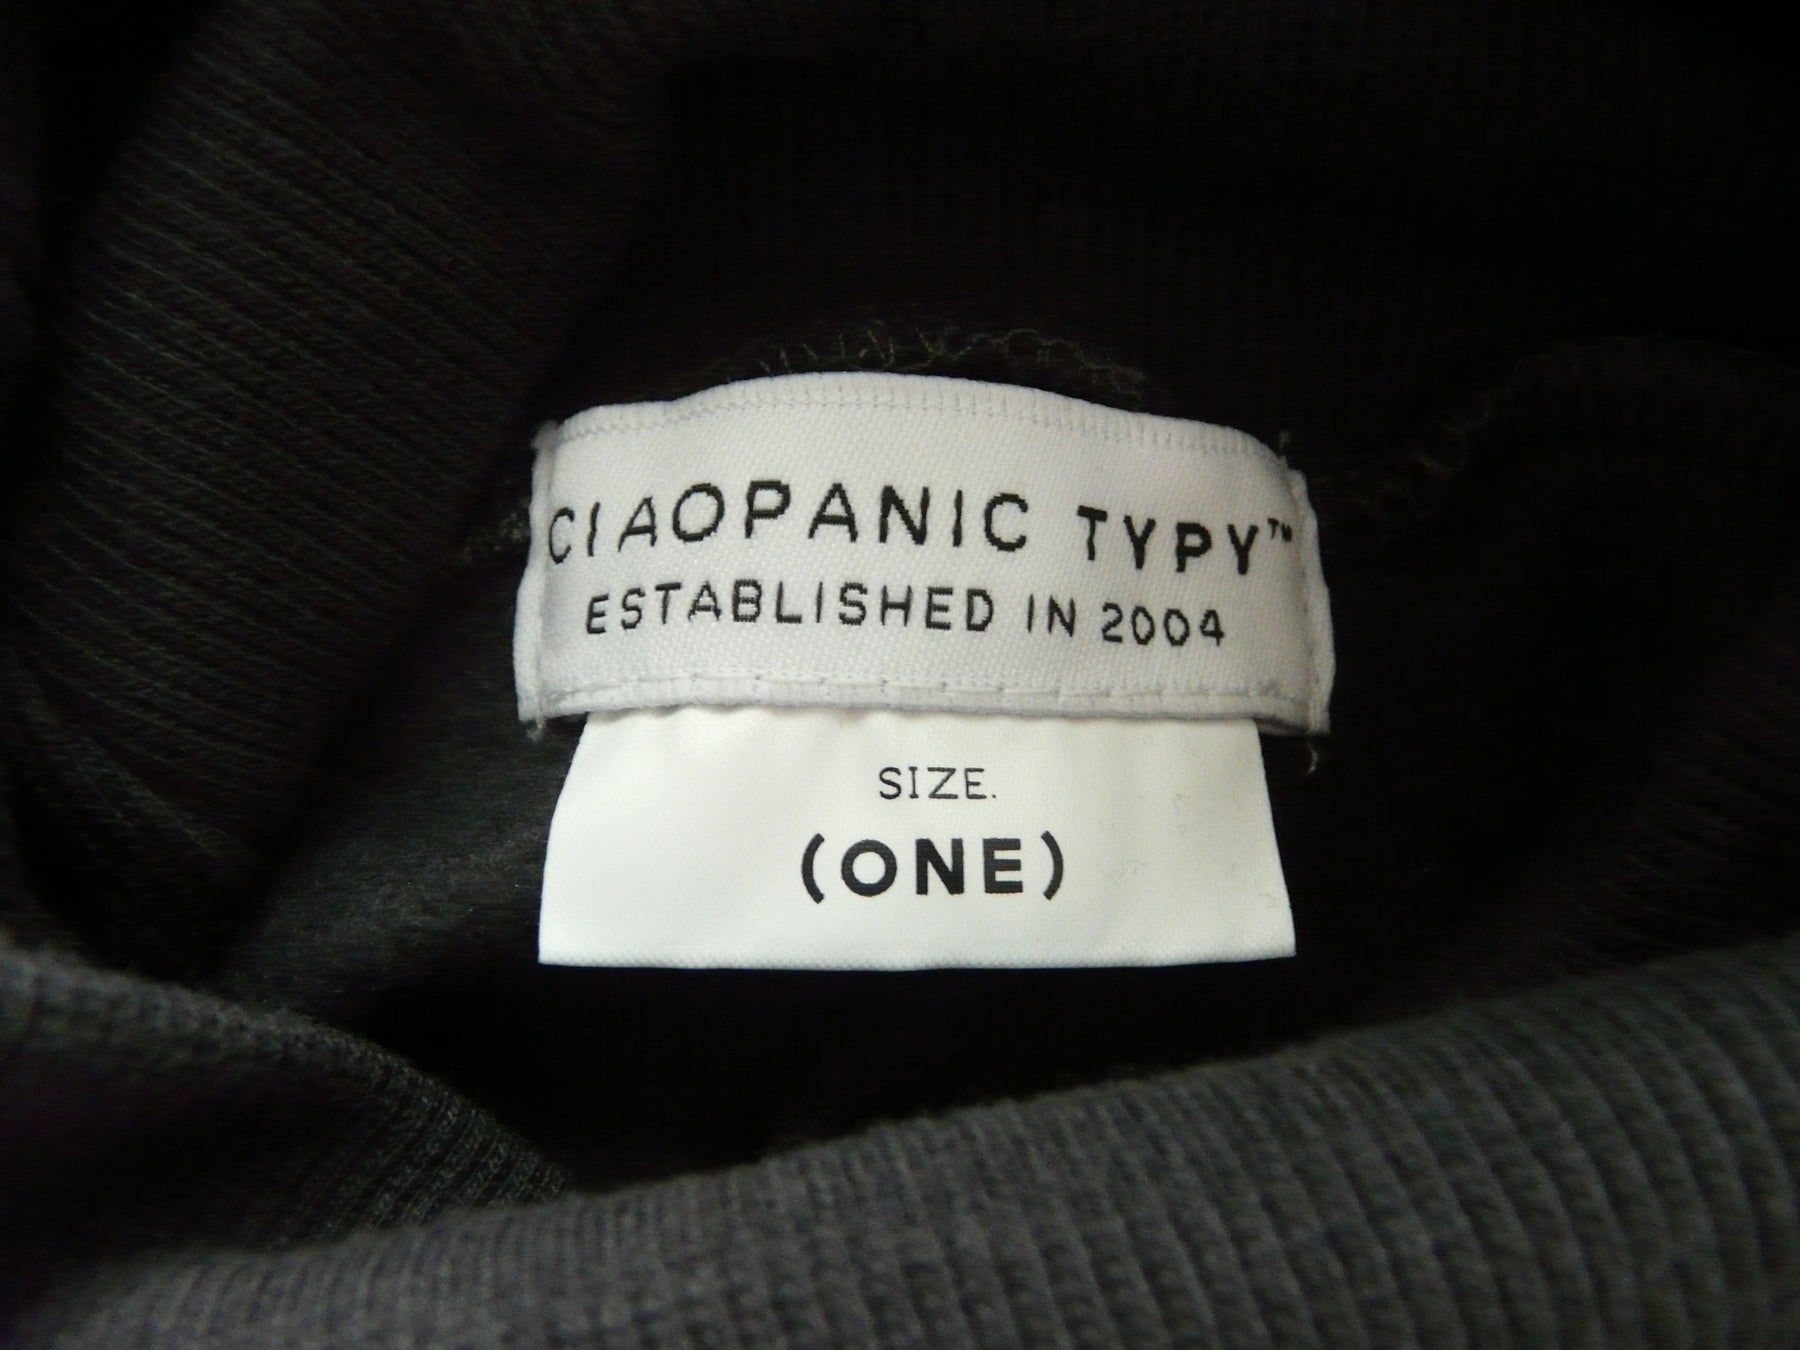 CIAOPANIC TYPY™
ESTABLISHED IN 2004
SIZE.
(ONE)